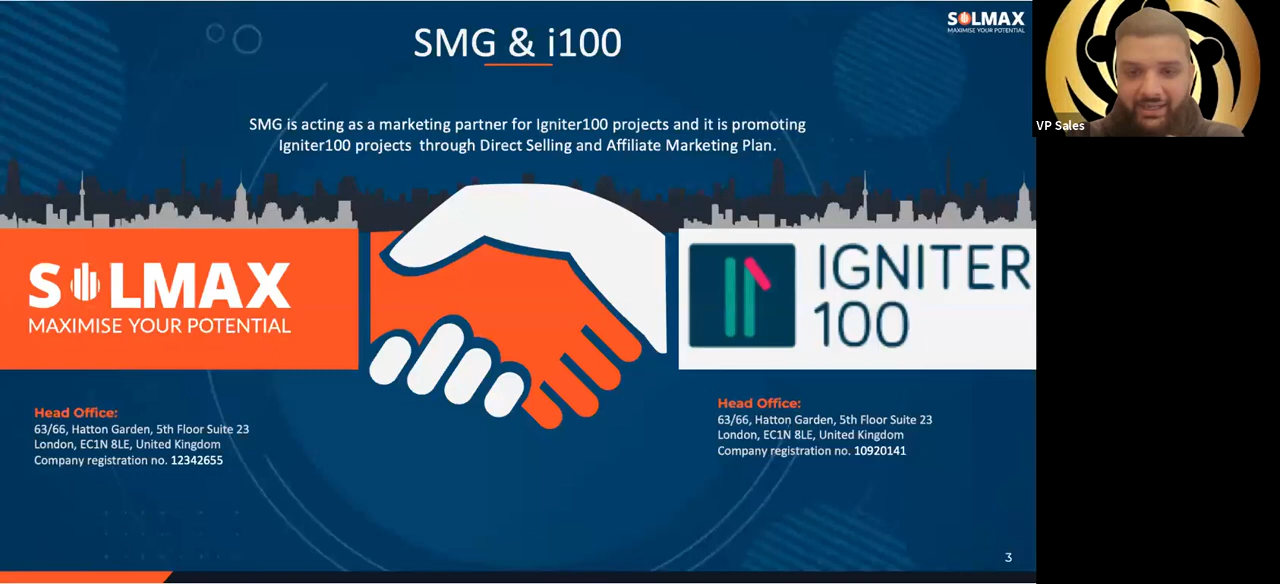 SMG & i100
SOLMAX
MAXIMISE YOUR POTENTIAL
VP Sales
SMG is acting as a marketing partner for Igniter100 projects and it is promoting
Igniter100 projects through Direct Selling and Affiliate Marketing Plan.
SOLMAX
MAXIMISE YOUR POTENTIAL
IGNITER
100
Head Office:
63/66, Hatton Garden, 5th Floor Suite 23
London, EC1N 8LE, United Kingdom
Company registration no. 12342655
Head Office:
63/66, Hatton Garden, 5th Floor Suite 23
London, EC1N 8LE, United Kingdom
Company registration no. 10920141
3